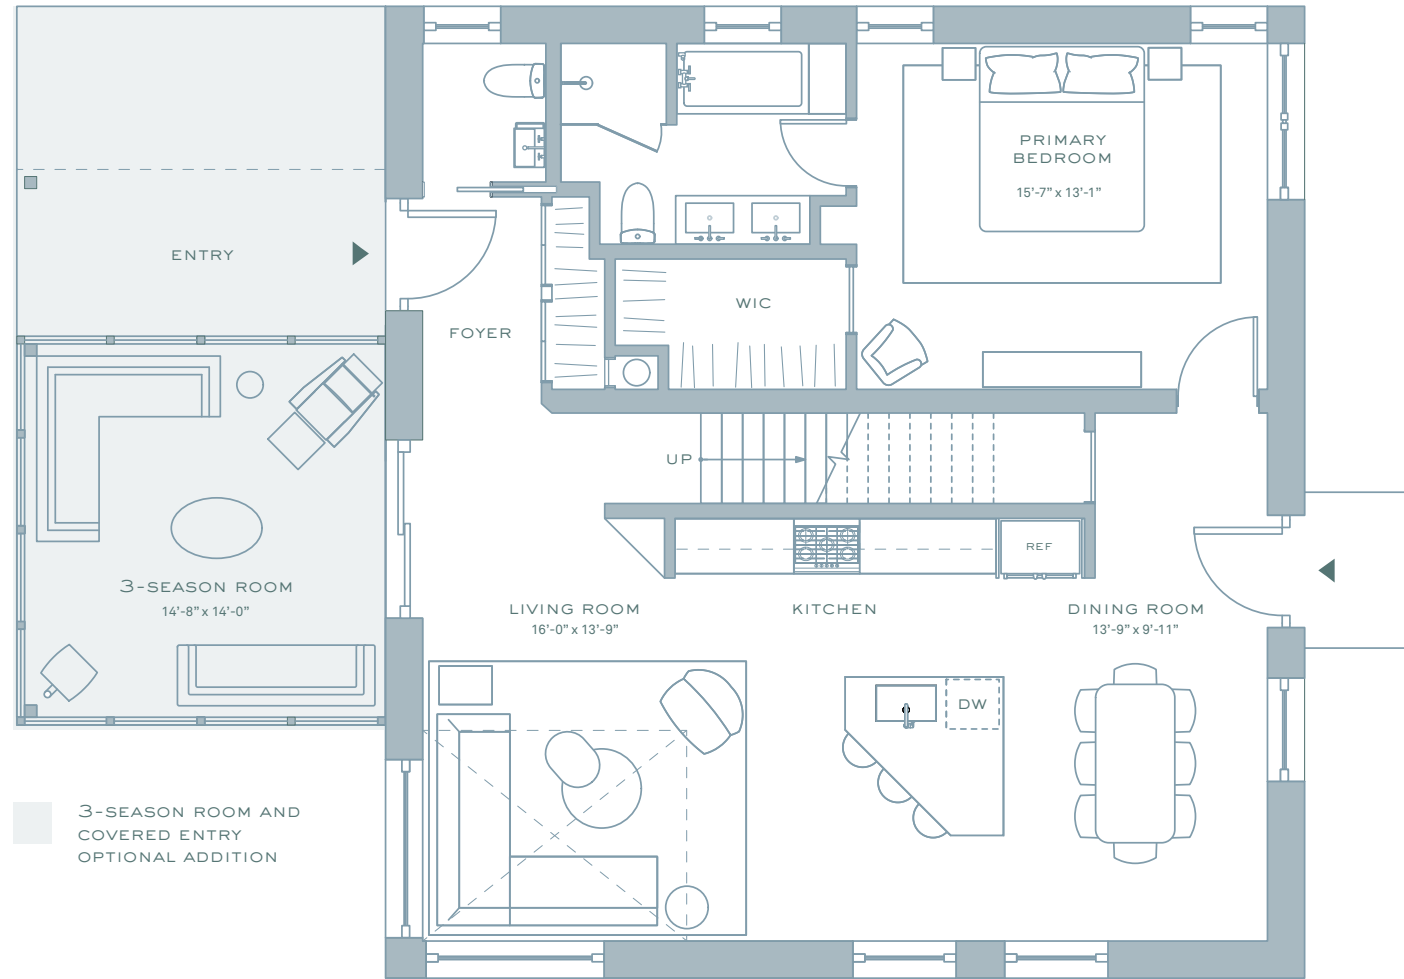 PRIMARY
BEDROOM
15'-7” x 13'-1”
ENTRY
WIC
FOYER
UP
REF
3-SEASON ROOM
14'-8” x 14'-0”
LIVING ROOM
16'-0” x 13'-9”
KITCHEN
DINING ROOM
13'-9” x 9'-11”
DW
3-SEASON ROOM AND
COVERED ENTRY
OPTIONAL ADDITION